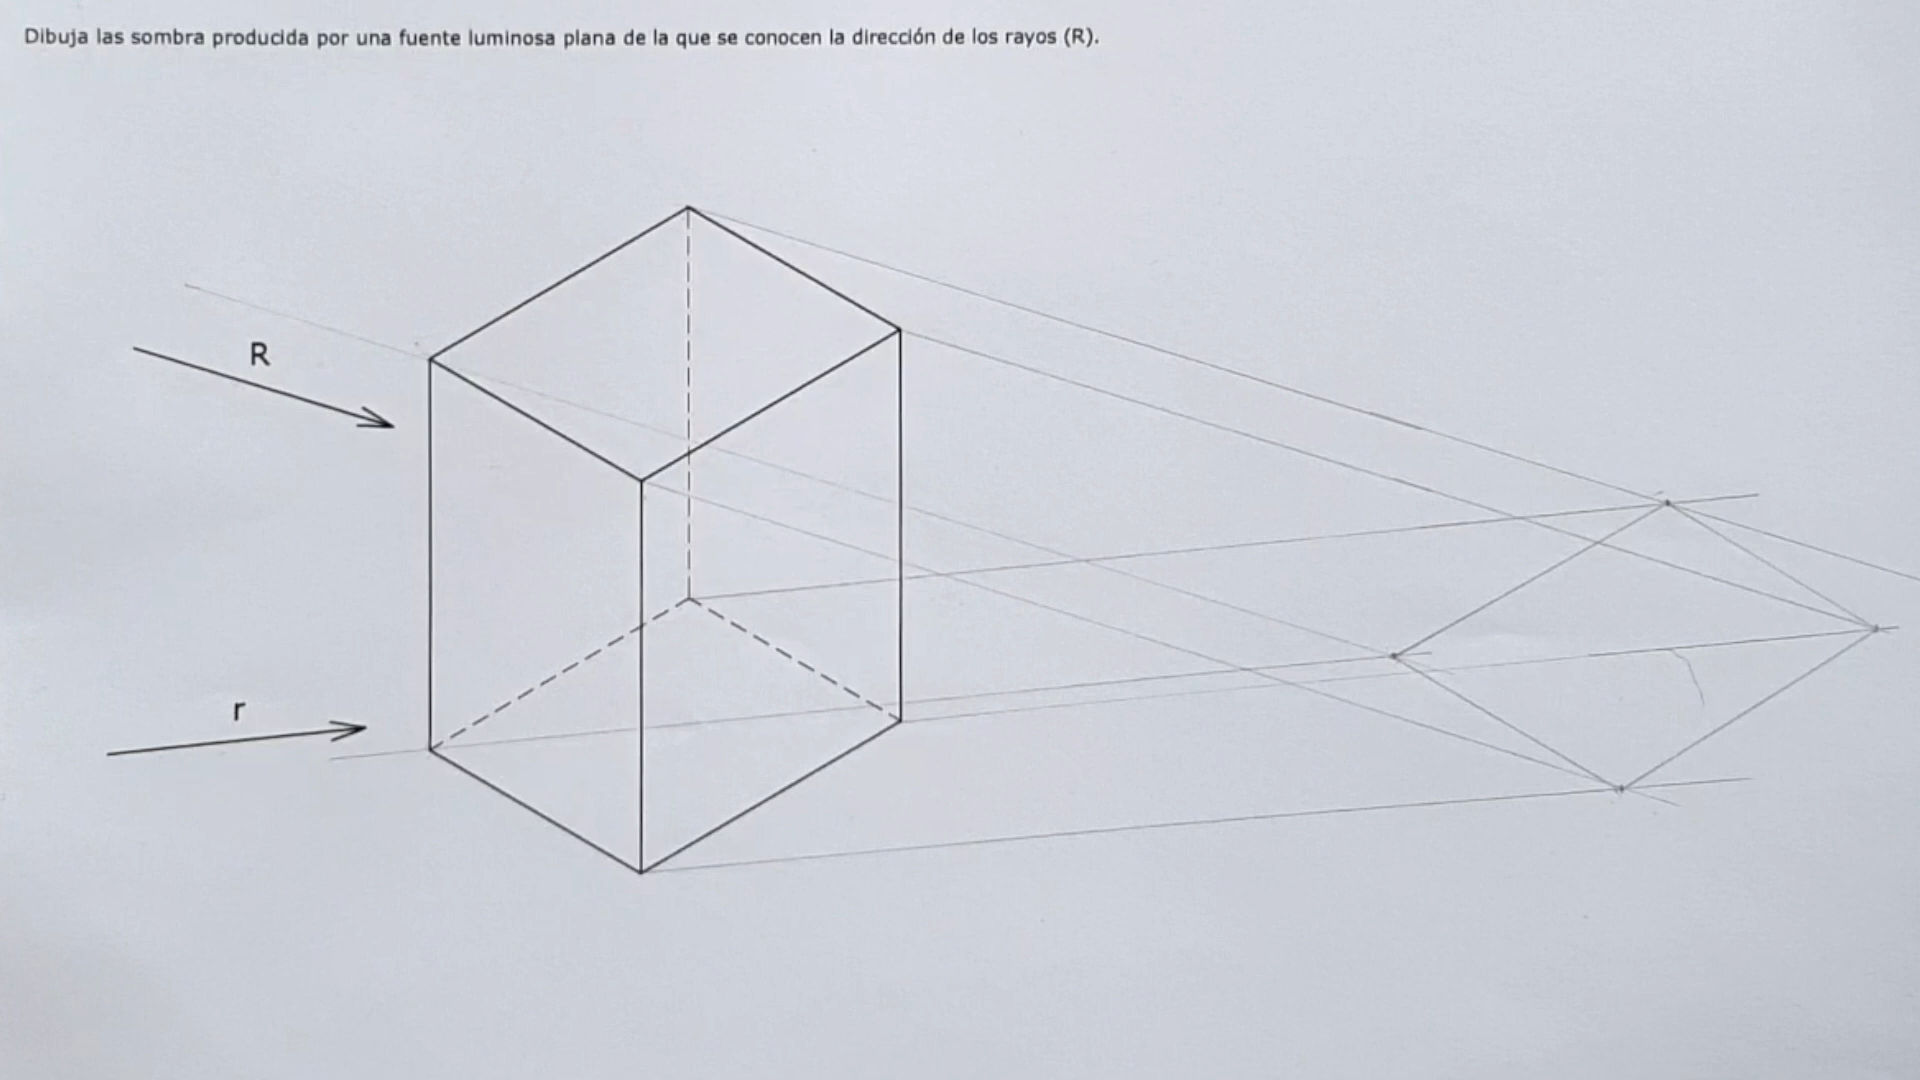 Dibuja las sombra producida por una fuente luminosa plana de la que se conocen la dirección de los rayos (R).
R
r